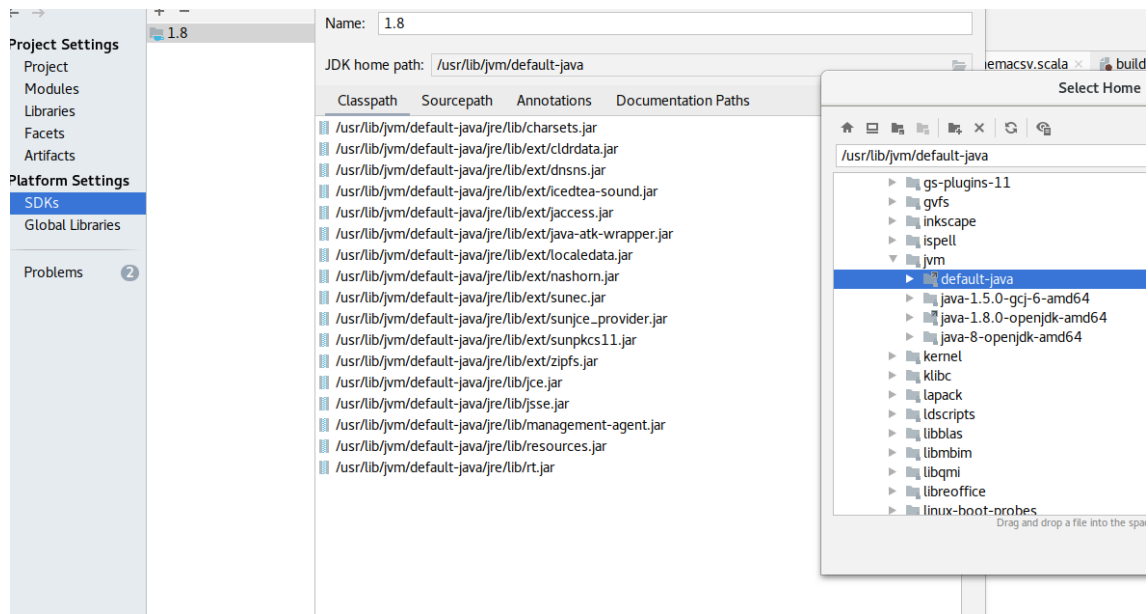 Project Settings
Project
Modules
Libraries
Facets
Artifacts
Platform Settings
SDKs
Global Libraries
Problems 2
1.8
Name: 1.8
JDK home path: /usr/lib/jvm/default-java
Classpath Sourcepath Annotations Documentation Paths
/usr/lib/jvm/default-java/jre/lib/charsets.jar
/usr/lib/jvm/default-java/jre/lib/ext/cldrdata.jar
/usr/lib/jvm/default-java/jre/lib/ext/dnsns.jar
/usr/lib/jvm/default-java/jre/lib/ext/icedtea-sound.jar
/usr/lib/jvm/default-java/jre/lib/ext/jaccess.jar
/usr/lib/jvm/default-java/jre/lib/ext/java-atk-wrapper.jar
/usr/lib/jvm/default-java/jre/lib/ext/localedata.jar
/usr/lib/jvm/default-java/jre/lib/ext/nashorn.jar
/usr/lib/jvm/default-java/jre/lib/ext/sunec.jar
/usr/lib/jvm/default-java/jre/lib/ext/sunjce_provider.jar
/usr/lib/jvm/default-java/jre/lib/ext/sunpkcs11.jar
/usr/lib/jvm/default-java/jre/lib/ext/zipfs.jar
/usr/lib/jvm/default-java/jre/lib/jce.jar
/usr/lib/jvm/default-java/jre/lib/jsse.jar
/usr/lib/jvm/default-java/jre/lib/management-agent.jar
/usr/lib/jvm/default-java/jre/lib/resources.jar
/usr/lib/jvm/default-java/jre/lib/rt.jar
nemacsv.scala build
Select Home
/usr/lib/jvm/default-java
gs-plugins-11
gvfs
inkscape
ispell
jvm
default-java
java-1.5.0-gcj-6-amd64
java-1.8.0-openjdk-amd64
java-8-openjdk-amd64
kernel
klibc
lapack
ldscripts
libblas
libmbim
libqmi
libreoffice
linux-boot-probes
Drag and drop a file into the spac